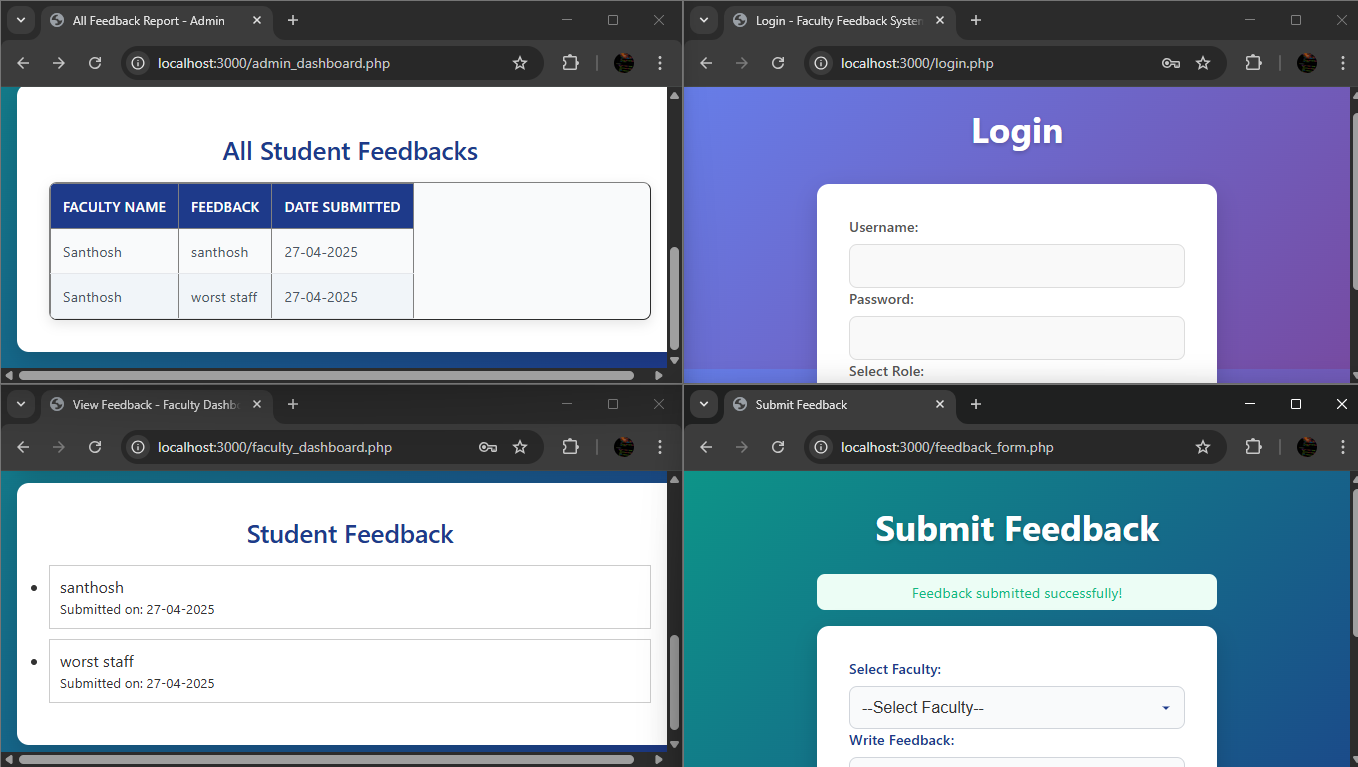 All Feedback Report - Admin
localhost:3000/admin_dashboard.php
All Student Feedbacks
FACULTY NAME FEEDBACK DATE SUBMITTED
Santhosh santhosh 27-04-2025
Santhosh worst staff 27-04-2025
Login - Faculty Feedback System
localhost:3000/login.php
Login
Username:
Password:
Select Role:
View Feedback - Faculty Dashb
localhost:3000/faculty_dashboard.php
Student Feedback
santhosh
Submitted on: 27-04-2025
worst staff
Submitted on: 27-04-2025
Submit Feedback
localhost:3000/feedback_form.php
Submit Feedback
Feedback submitted successfully!
Select Faculty:
--Select Faculty--
Write Feedback: